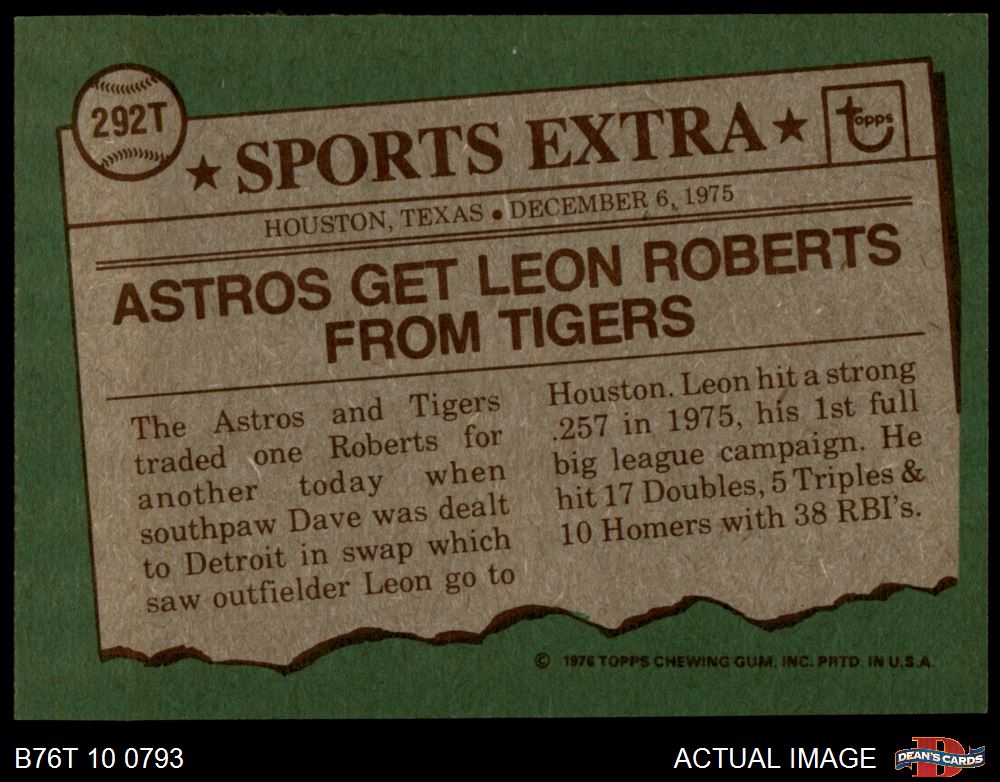 292T
★ SPORTS EXTRA ★
topps
HOUSTON, TEXAS • DECEMBER 6, 1975
ASTROS GET LEON ROBERTS
FROM TIGERS
The Astros and Tigers
traded one Roberts for
another today when
southpaw Dave was dealt
to Detroit in swap which
saw outfielder Leon go to
Houston. Leon hit a strong
.257 in 1975, his 1st full
big league campaign. He
hit 17 Doubles, 5 Triples &
10 Homers with 38 RBI's.
© 1976 TOPPS CHEWING GUM, INC. PRTD. IN U.S.A.
B76T 10 0793
ACTUAL IMAGE
D
DEAN'S CARDS